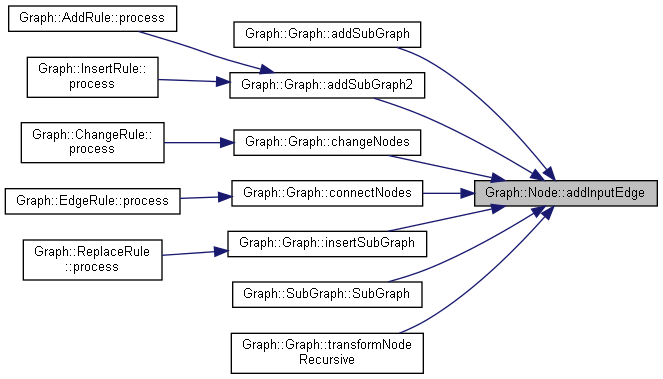 Graph::AddRule::process
Graph::Graph::addSubGraph
Graph::InsertRule::
process
Graph::Graph::addSubGraph2
Graph::ChangeRule::
process
Graph::Graph::changeNodes
Graph::Node::addInputEdge
Graph::EdgeRule::process
Graph::Graph::connectNodes
Graph::Graph::insertSubGraph
Graph::ReplaceRule
::process
Graph::SubGraph::SubGraph
Graph::Graph::transformNode
Recursive